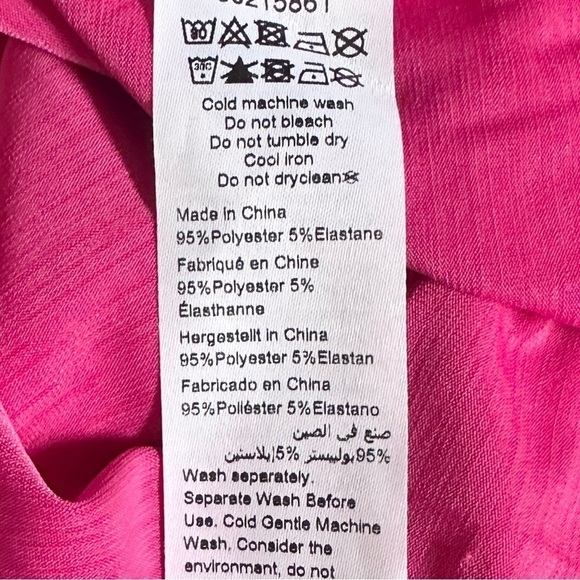 30
30C
Cold machine wash
Do not bleach
Do not tumble dry
Cool iron
Do not dryclean
Made in China
95%Polyester 5%Elastane
Fabriqué en Chine
95%Polyester 5%
Élasthanne
Hergestellt in China
95%Polyester 5%Elastan
Fabricado en China
95%Poliéster 5%Elastano
صنع في الصين
95%بوليستر 5%إيلاستين
Wash separately.
Separate Wash Before
Use. Cold Gentle Machine
Wash. Consider the
environment, do not